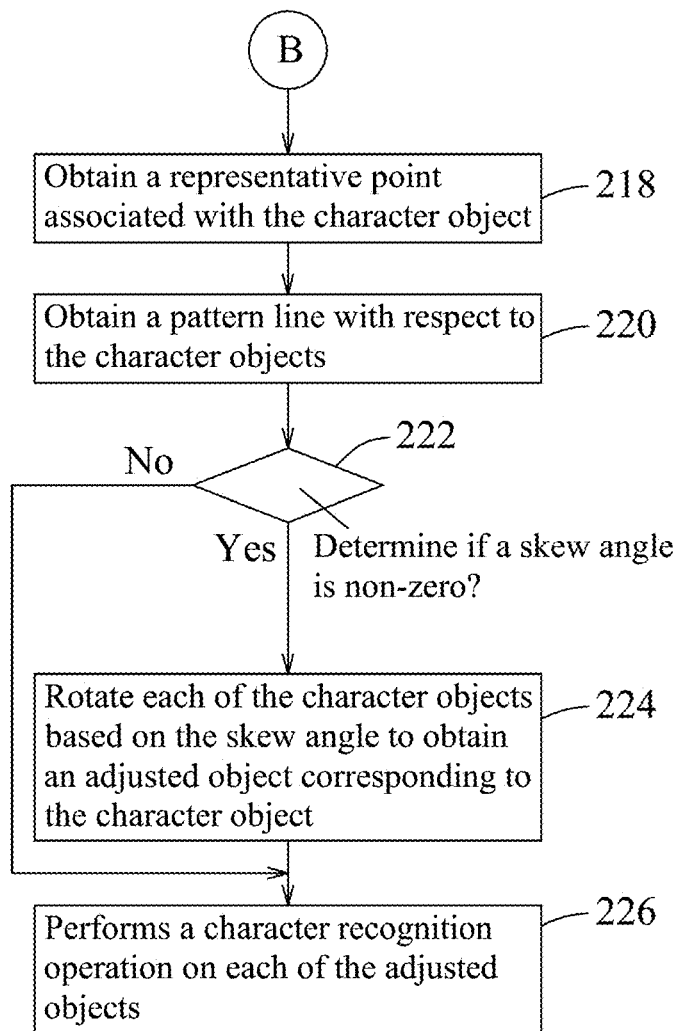 B
Obtain a representative point
associated with the character object
218
Obtain a pattern line with respect to
the character objects
220
222
No
Yes
Determine if a skew angle
is non-zero?
Rotate each of the character objects
based on the skew angle to obtain
an adjusted object corresponding to
the character object
224
Performs a character recognition
operation on each of the adjusted
objects
226